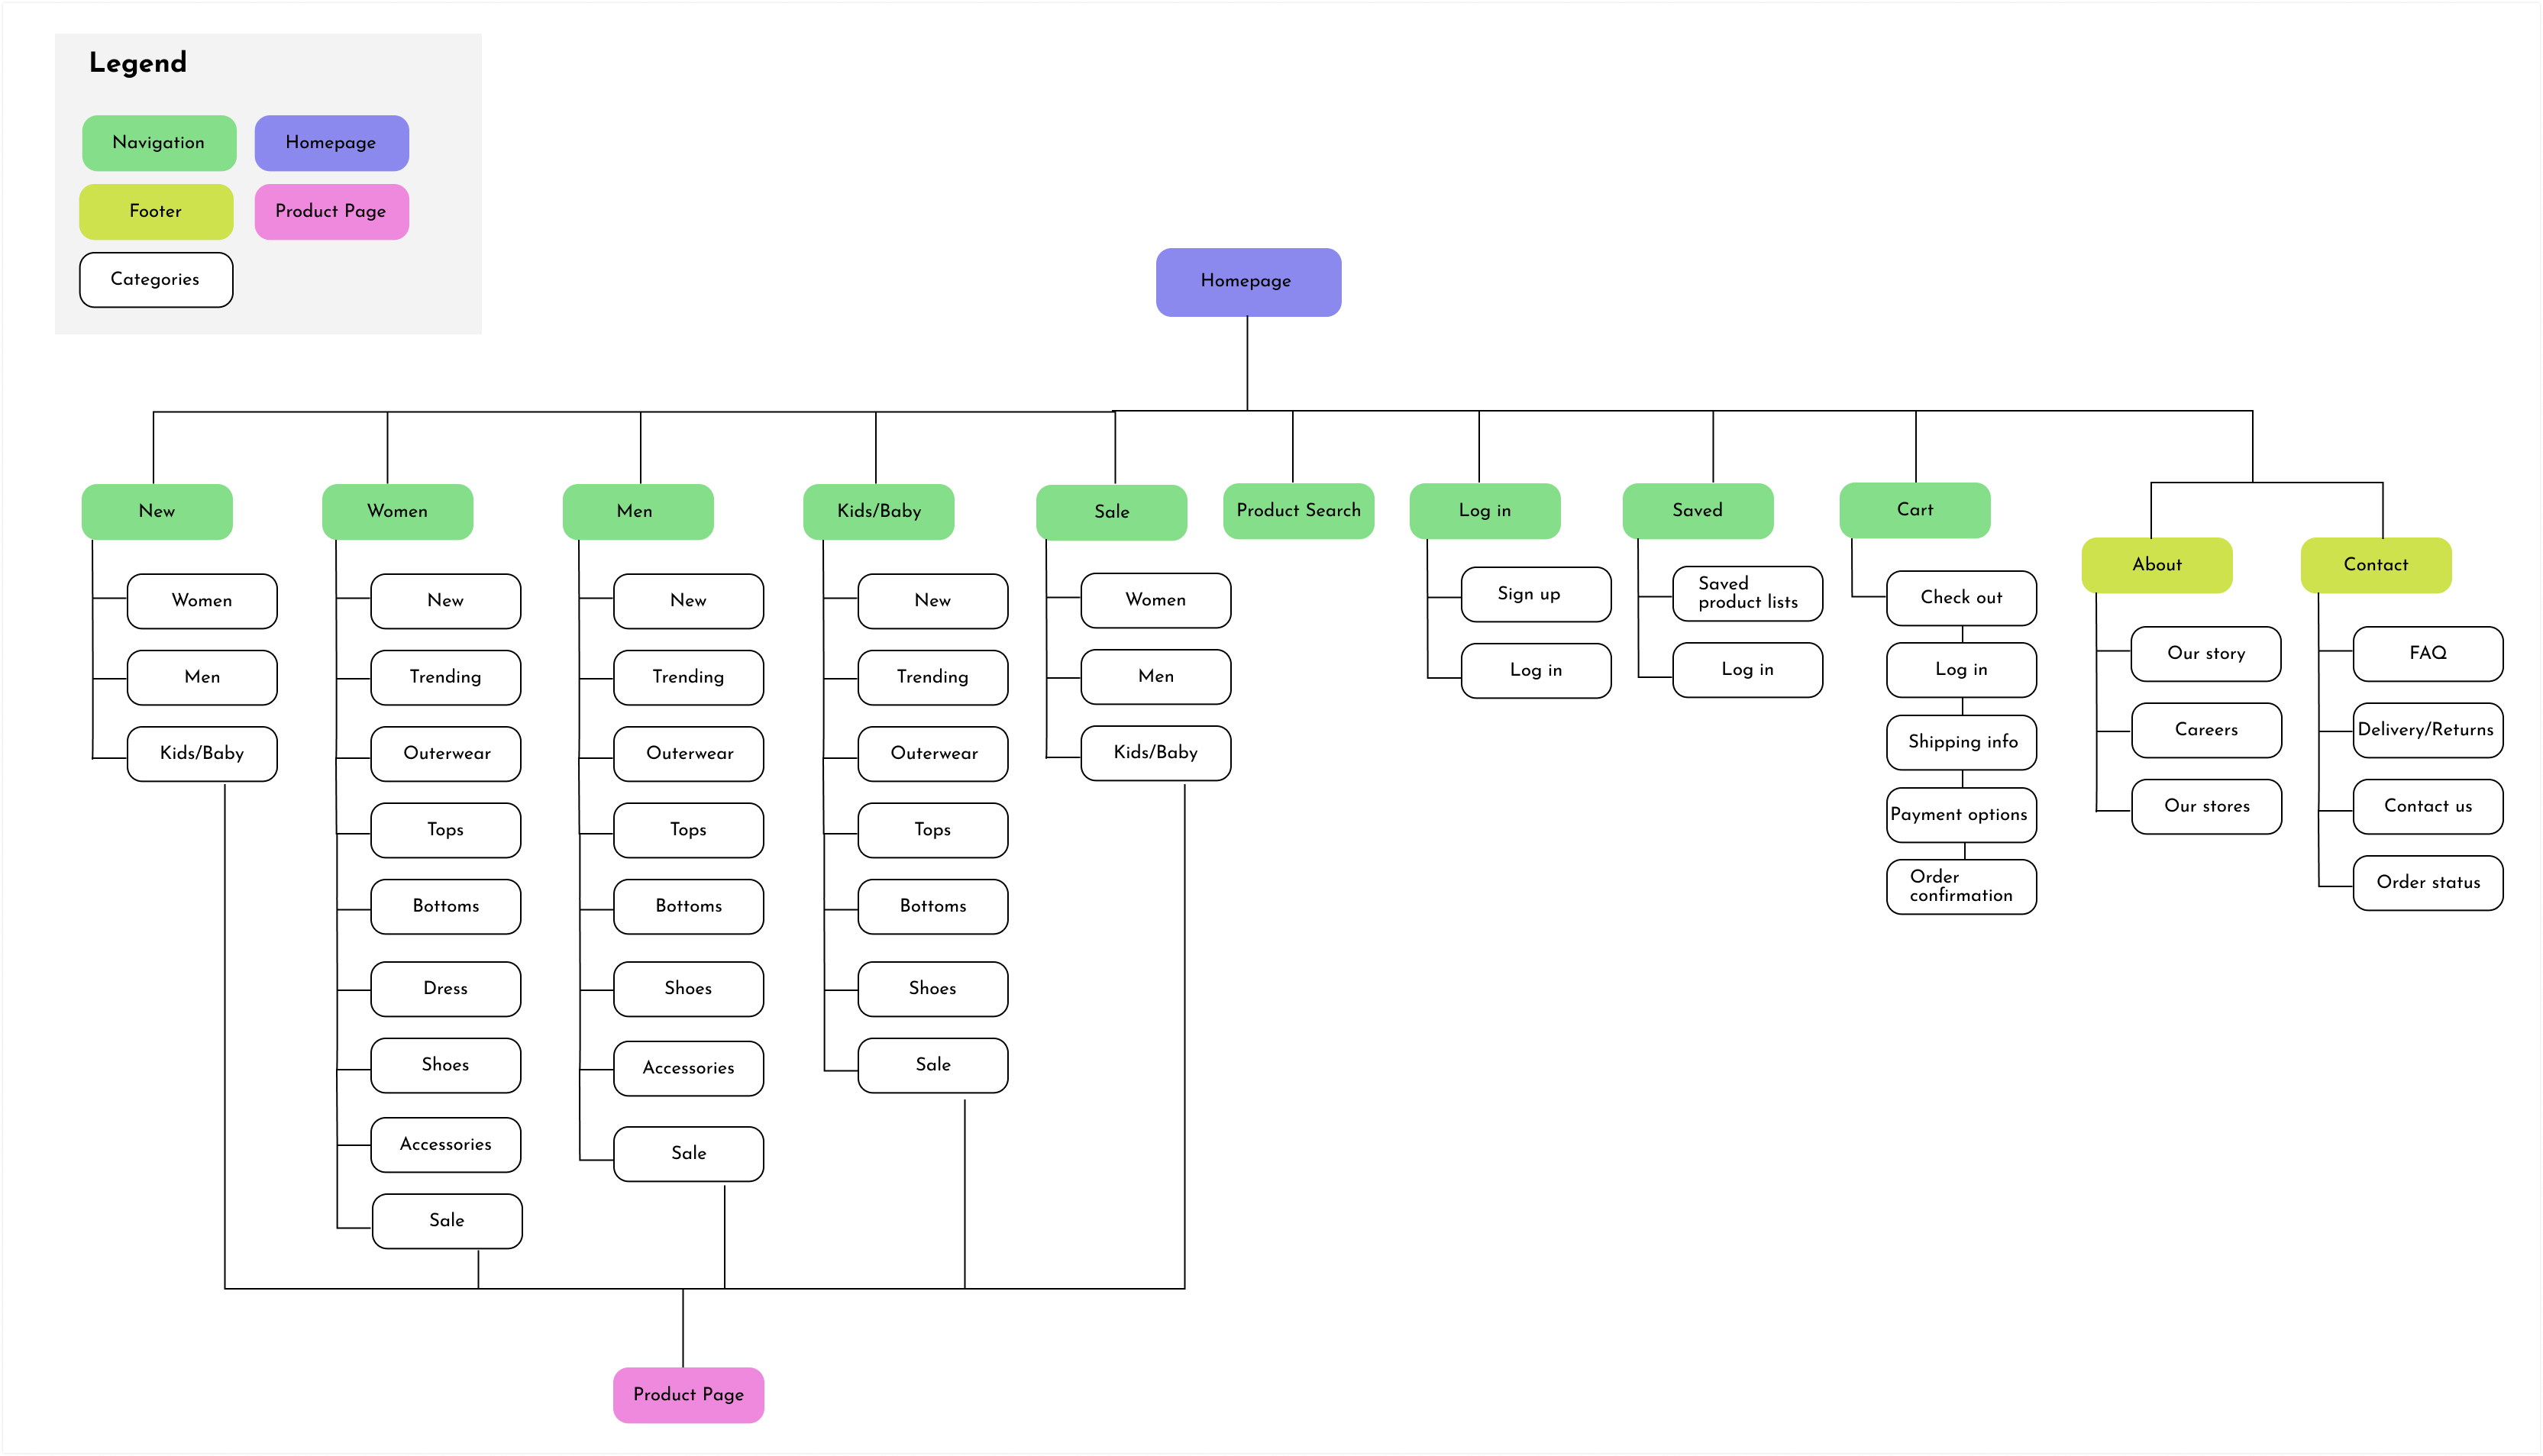 Legend
Navigation
Homepage
Footer
Product Page
Categories
Homepage
New
Women
Men
Kids/Baby
Sale
Product Search
Log in
Saved
Cart
About
Contact
Women
Men
Kids/Baby
New
Trending
Outerwear
Tops
Bottoms
Dress
Shoes
Accessories
Sale
New
Trending
Outerwear
Tops
Bottoms
Shoes
Accessories
Sale
New
Trending
Outerwear
Tops
Bottoms
Shoes
Sale
Women
Men
Kids/Baby
Sign up
Log in
Saved
product lists
Log in
Check out
Log in
Shipping info
Payment options
Order
confirmation
Our story
Careers
Our stores
FAQ
Delivery/Returns
Contact us
Order status
Product Page